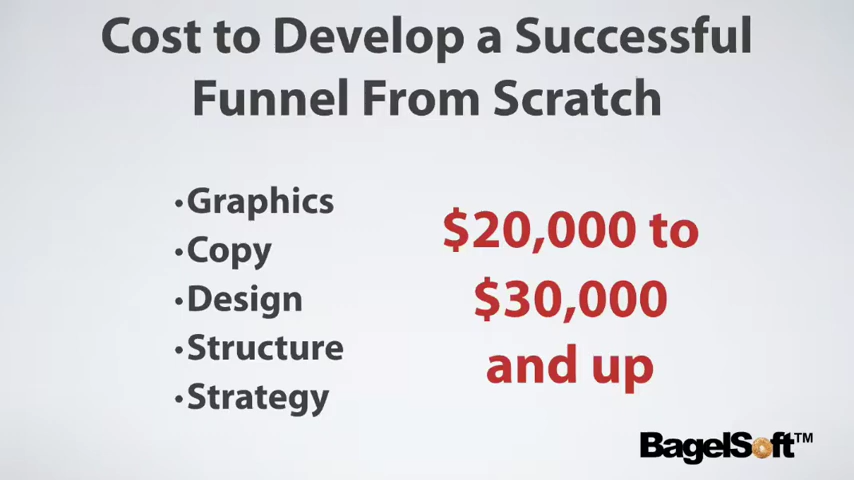 Cost to Develop a Successful
Funnel From Scratch
•Graphics
•Copy
•Design
•Structure
•Strategy
$20,000 to
$30,000
and up
BagelSoft™